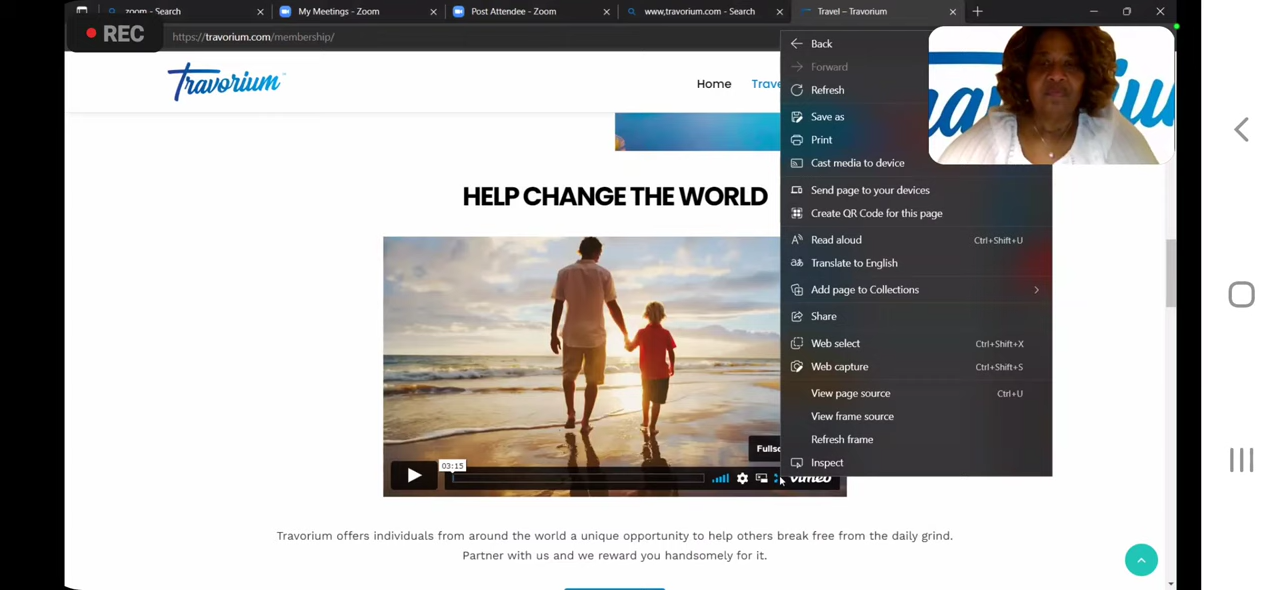 zoom - Search
My Meetings - Zoom
Post Attendee - Zoom
www,travorium.com - Search
Travel – Travorium
REC
https://travorium.com/membership/
Travorium
Home
Trave
Back
Forward
Refresh
Save as
Print
Cast media to device
Send page to your devices
Create QR Code for this page
Read aloud Ctrl+Shift+U
Translate to English
Add page to Collections
Share
Web select Ctrl+Shift+X
Web capture Ctrl+Shift+S
View page source Ctrl+U
View frame source
Refresh frame
Inspect
HELP CHANGE THE WORLD
Fullsc
03:15
vimeo
Travorium offers individuals from around the world a unique opportunity to help others break free from the daily grind.
Partner with us and we reward you handsomely for it.